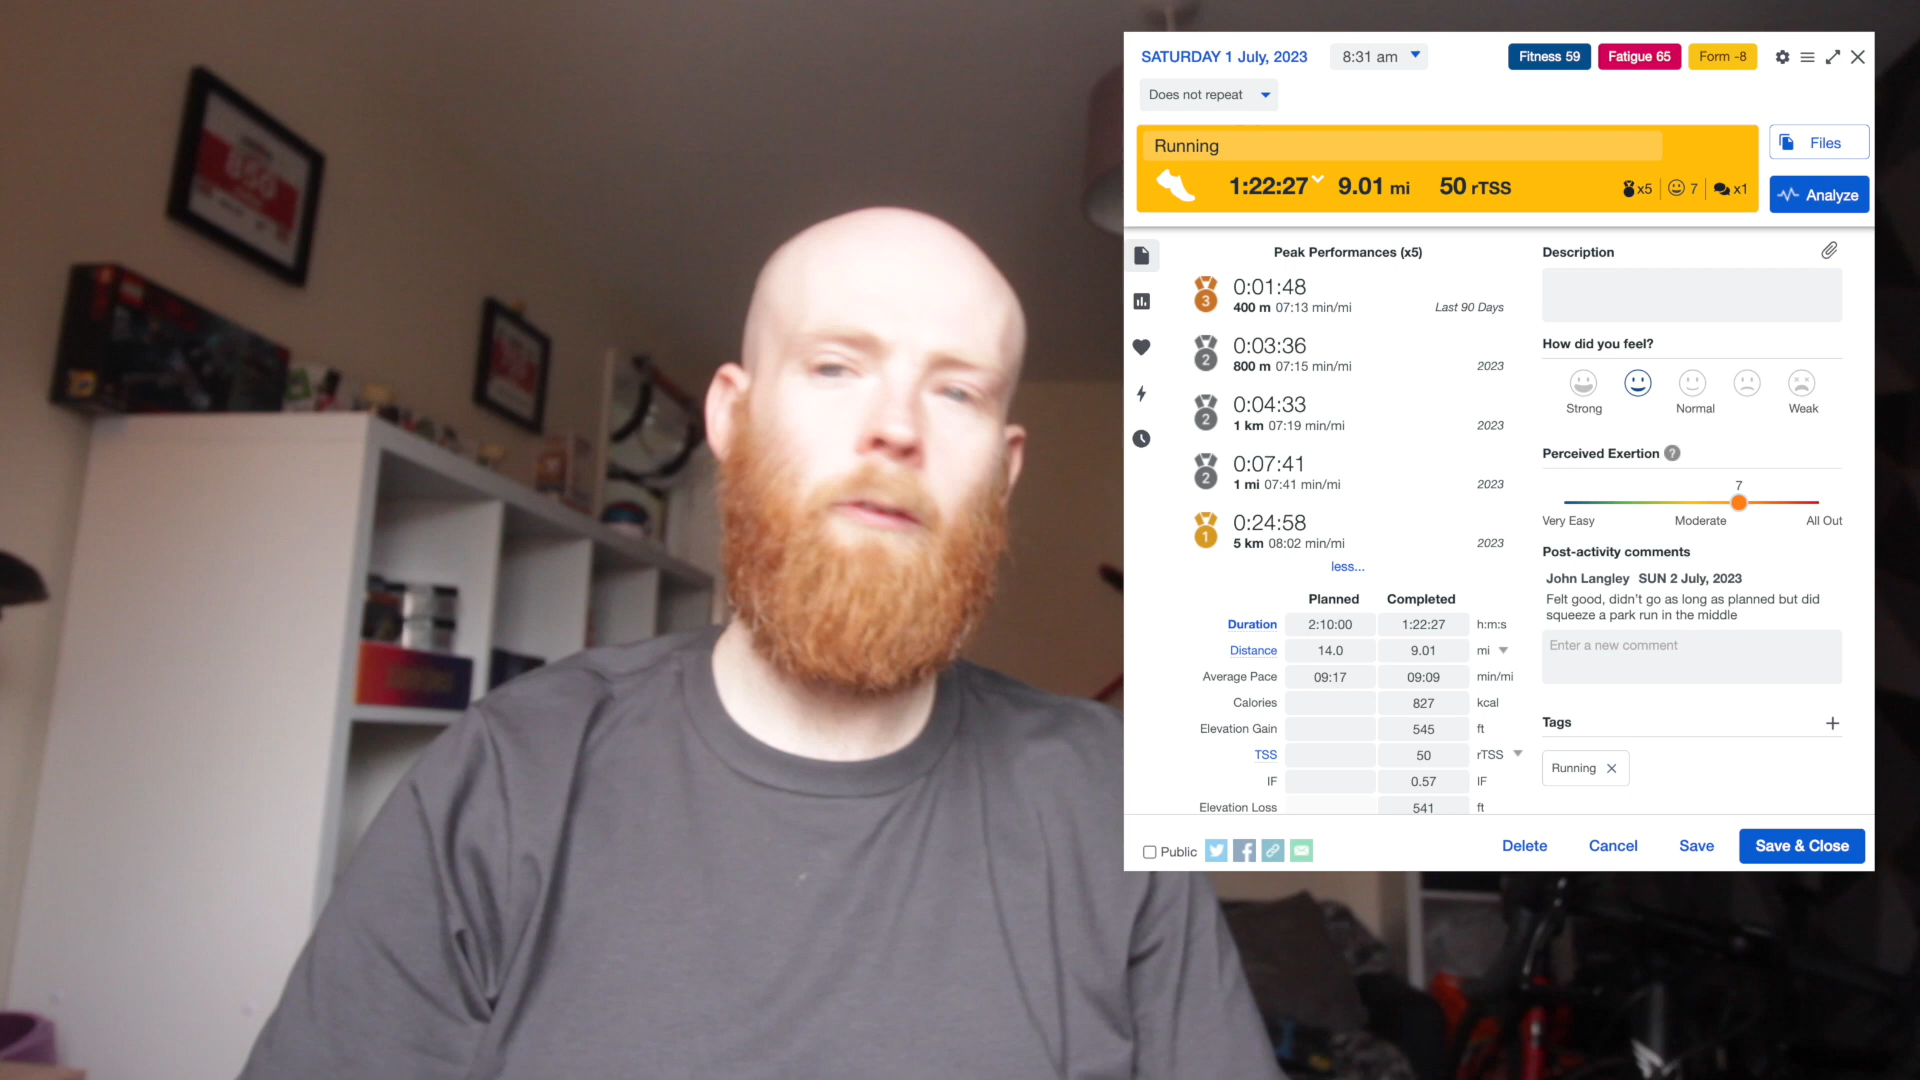 SATURDAY 1 July, 2023
8:31 am
Fitness 59
Fatigue 65
Form -8
Does not repeat
Running
1:22:27
9.01 mi
50 rTSS
x5
7
x1
Files
Analyze
Peak Performances (x5)
3
0:01:48
400 m 07:13 min/mi
Last 90 Days
2
0:03:36
800 m 07:15 min/mi
2023
2
0:04:33
1 km 07:19 min/mi
2023
2
0:07:41
1 mi 07:41 min/mi
2023
1
0:24:58
5 km 08:02 min/mi
2023
less...
Planned Completed
Duration 2:10:00 1:22:27 h:m:s
Distance 14.0 9.01 mi
Average Pace 09:17 09:09 min/mi
Calories 827 kcal
Elevation Gain 545 ft
TSS 50 rTSS
IF 0.57 IF
Elevation Loss 541 ft
Description
How did you feel?
Strong Normal Weak
Perceived Exertion ?
7
Very Easy Moderate All Out
Post-activity comments
John Langley SUN 2 July, 2023
Felt good, didn't go as long as planned but did
squeeze a park run in the middle
Enter a new comment
Tags
Running
Public
Delete
Cancel
Save
Save & Close
850